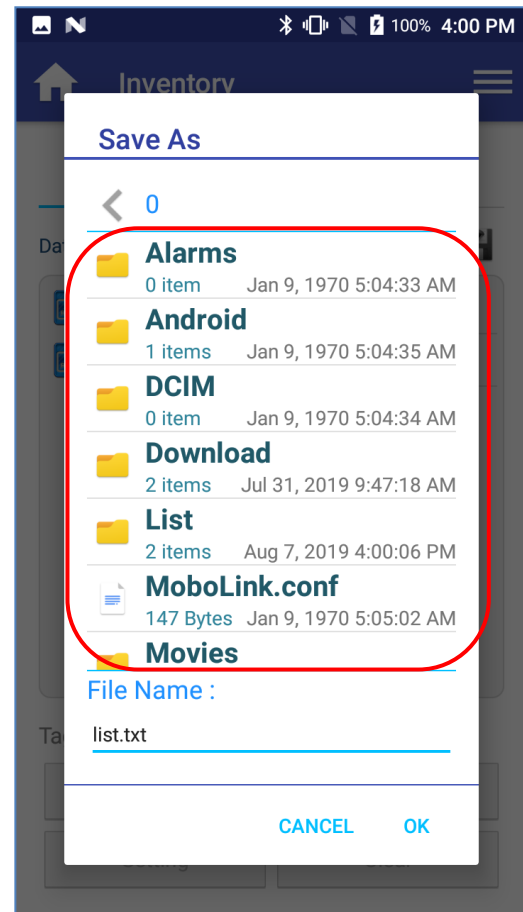 100% 4:00 PM
Inventory
Save As
0
Alarms
0 item Jan 9, 1970 5:04:33 AM
Android
1 items Jan 9, 1970 5:04:35 AM
DCIM
0 item Jan 9, 1970 5:04:34 AM
Download
2 items Jul 31, 2019 9:47:18 AM
List
2 items Aug 7, 2019 4:00:06 PM
MoboLink.conf
147 Bytes Jan 9, 1970 5:05:02 AM
Movies
File Name :
list.txt
CANCEL OK